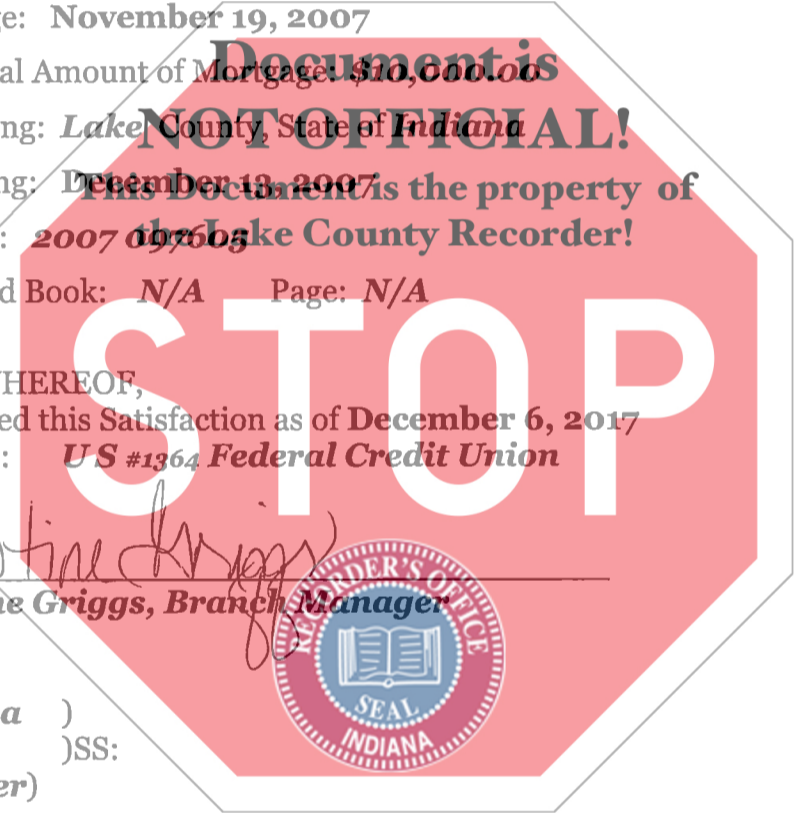 e: November 19, 2007
Document is
al Amount of Mortgage: $10,000.00
NOT OFFICIAL!
ng: Lake County, State of Indiana
This Document is the property of
ng: December 13, 2007
the Lake County Recorder!
: 2007 097605
d Book: N/A Page: N/A
STOP
HEREOF,
ed this Satisfaction as of December 6, 2017
: U S #1364 Federal Credit Union
tine Griggs
e Griggs, Branch Manager
RECORDER'S OFFICE
SEAL
INDIANA
a )
)SS:
er)